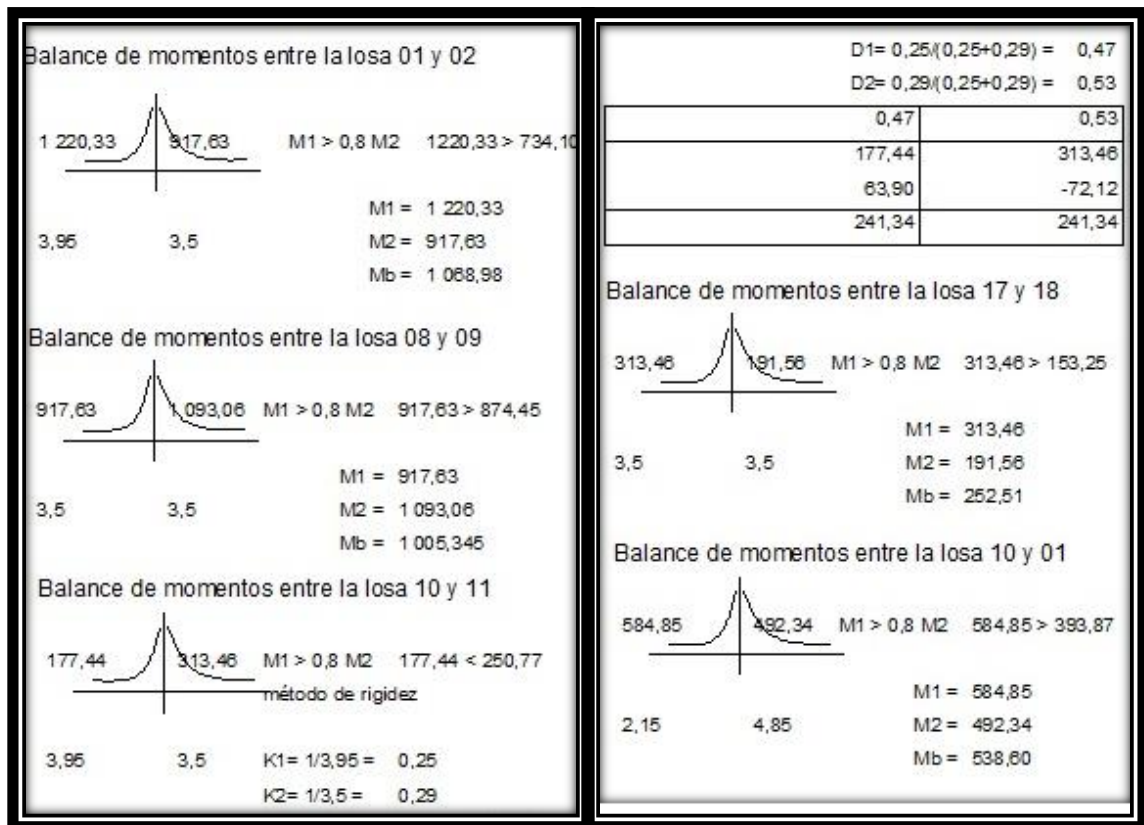 Balance de momentos entre la losa 01 y 02
1 220,33 917,63 M1 > 0,8 M2 1220,33 > 734,10
M1 = 1 220,33
3,95 3,5 M2 = 917,63
Mb = 1 068,98
Balance de momentos entre la losa 08 y 09
917,63 1 093,06 M1 > 0,8 M2 917,63 > 874,45
M1 = 917,63
3,5 3,5 M2 = 1 093,06
Mb = 1 005,345
Balance de momentos entre la losa 10 y 11
177,44 313,46 M1 > 0,8 M2 177,44 < 250,77
método de rigidez
3,95 3,5 K1= 1/3,95 = 0,25
K2= 1/3,5 = 0,29
D1= 0,25/(0,25+0,29) = 0,47
D2= 0,29/(0,25+0,29) = 0,53
0,47 0,53
177,44 313,46
63,90 -72,12
241,34 241,34
Balance de momentos entre la losa 17 y 18
313,46 191,56 M1 > 0,8 M2 313,46 > 153,25
M1 = 313,46
3,5 3,5 M2 = 191,56
Mb = 252,51
Balance de momentos entre la losa 10 y 01
584,85 492,34 M1 > 0,8 M2 584,85 > 393,87
M1 = 584,85
2,15 4,85 M2 = 492,34
Mb = 538,60